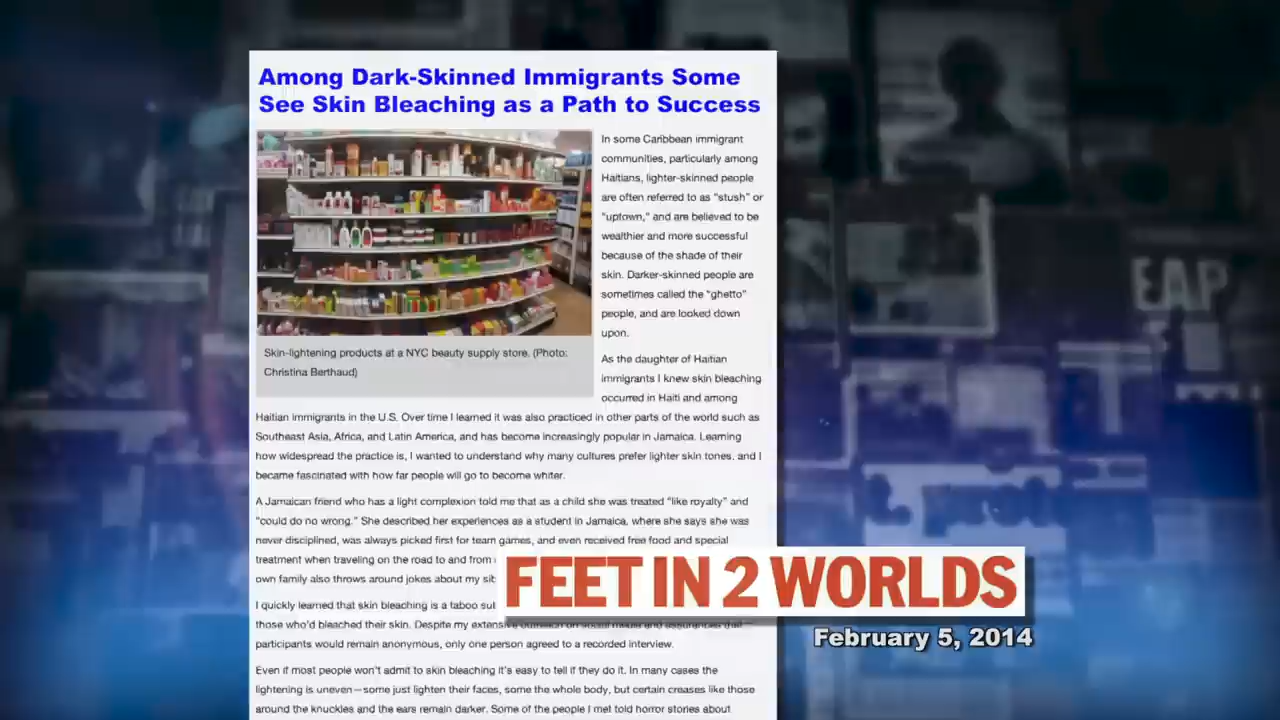 Among Dark-Skinned Immigrants Some
See Skin Bleaching as a Path to Success
In some Caribbean immigrant
communities, particularly among
Haitians, lighter-skinned people
are often referred to as “stush” or
“uptown,” and are believed to be
wealthier and more successful
because of the shade of their
skin. Darker-skinned people are
sometimes called the “ghetto”
people, and are looked down
upon.
Skin-lightening products at a NYC beauty supply store. (Photo:
Christina Berthaud)
As the daughter of Haitian
immigrants I knew skin bleaching
occurred in Haiti and among
Haitian immigrants in the U.S. Over time I learned it was also practiced in other parts of the world such as
Southeast Asia, Africa, and Latin America, and has become increasingly popular in Jamaica. Learning
how widespread the practice is, I wanted to understand why many cultures prefer lighter skin tones, and I
became fascinated with how far people will go to become whiter.
A Jamaican friend who has a light complexion told me that as a child she was treated “like royalty” and
“could do no wrong.” She described her experiences as a student in Jamaica, where she says she was
never disciplined, was always picked first for team games, and even received free food and special
treatment when traveling on the road to and from
own family also throws around jokes about my
I quickly learned that skin bleaching is a taboo
those who’d bleached their skin. Despite my extensive outreach on social media and assurances that
participants would remain anonymous, only one person agreed to a recorded interview.
Even if most people won’t admit to skin bleaching it’s easy to tell if they do it. In many cases the
lightening is uneven—some just lighten their faces, some the whole body, but certain creases like those
around the knuckles and the ears remain darker. Some of the people I met told horror stories about
FEET IN 2 WORLDS
February 5, 2014
EAP